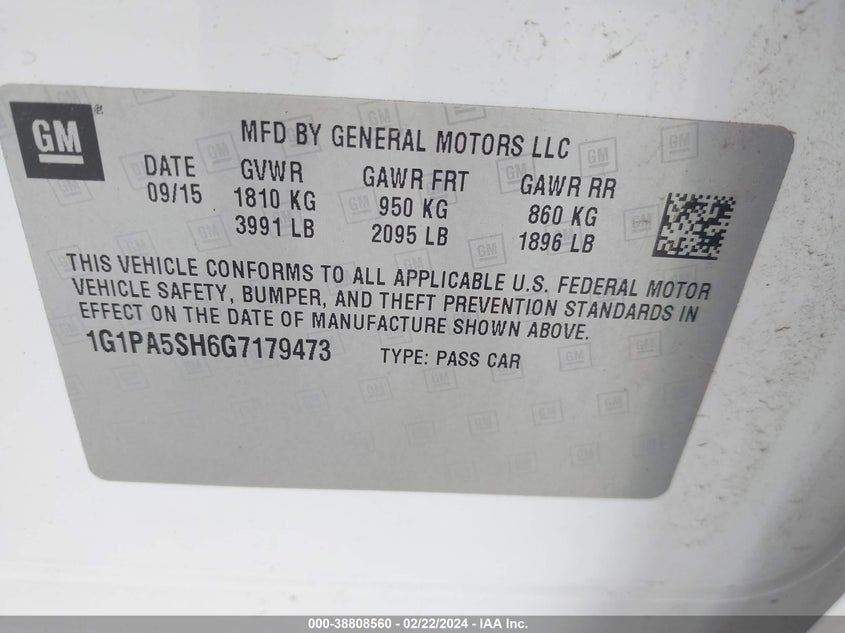 GM
MFD BY GENERAL MOTORS LLC
DATE GVWR GAWR FRT GAWR RR
09/15 1810 KG 950 KG 860 KG
3991 LB 2095 LB 1896 LB
THIS VEHICLE CONFORMS TO ALL APPLICABLE U.S. FEDERAL MOTOR
VEHICLE SAFETY, BUMPER, AND THEFT PREVENTION STANDARDS IN
EFFECT ON THE DATE OF MANUFACTURE SHOWN ABOVE.
1G1PA5SH6G7179473 TYPE: PASS CAR
000-38808560 - 02/22/2024 - IAA Inc.